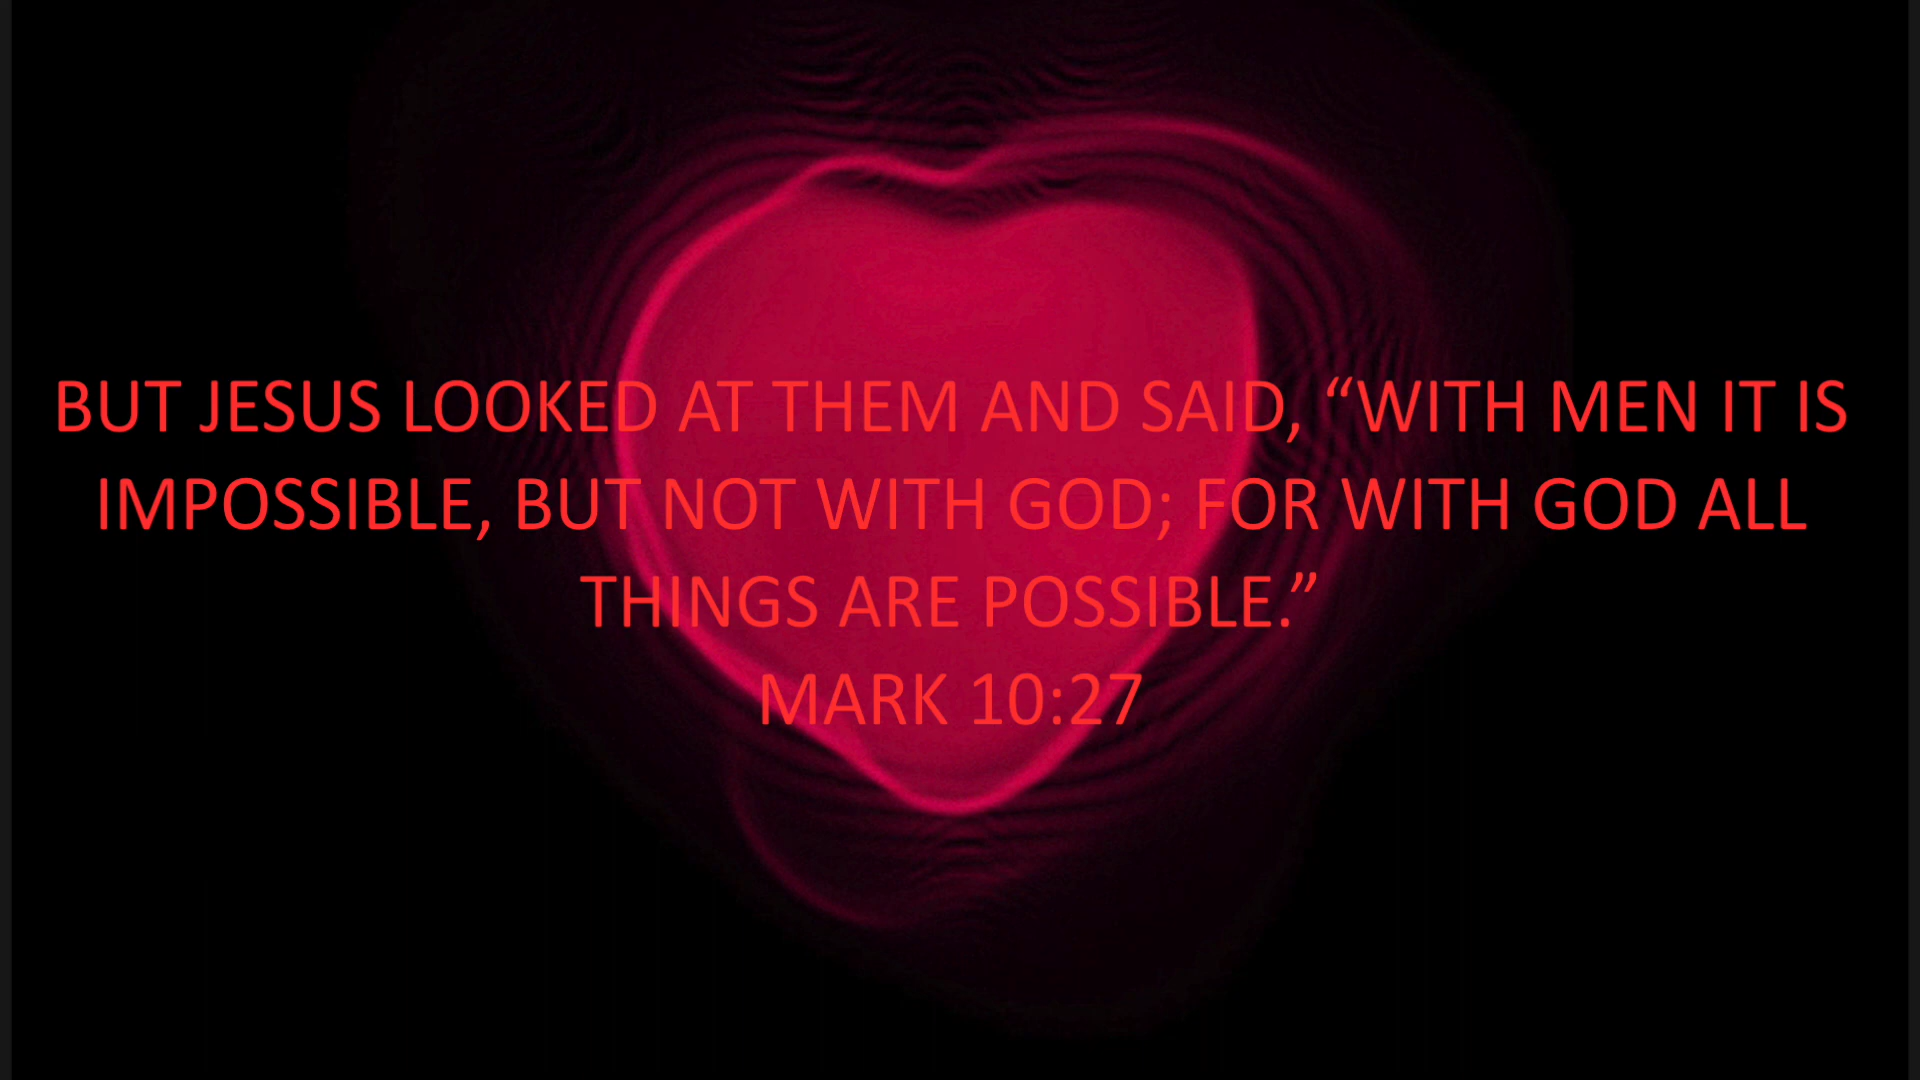 BUT JESUS LOOKED AT THEM AND SAID, “WITH MEN IT IS
IMPOSSIBLE, BUT NOT WITH GOD; FOR WITH GOD ALL
THINGS ARE POSSIBLE.”
MARK 10:27